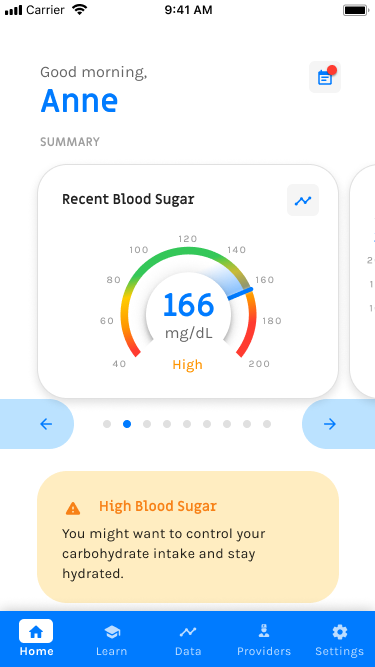 Carrier 9:41 AM
Good morning,
Anne
SUMMARY
Recent Blood Sugar
120
100 140
80 160
60 180
40 200
166
mg/dL
High
High Blood Sugar
You might want to control your
carbohydrate intake and stay
hydrated.
Home Learn Data Providers Settings